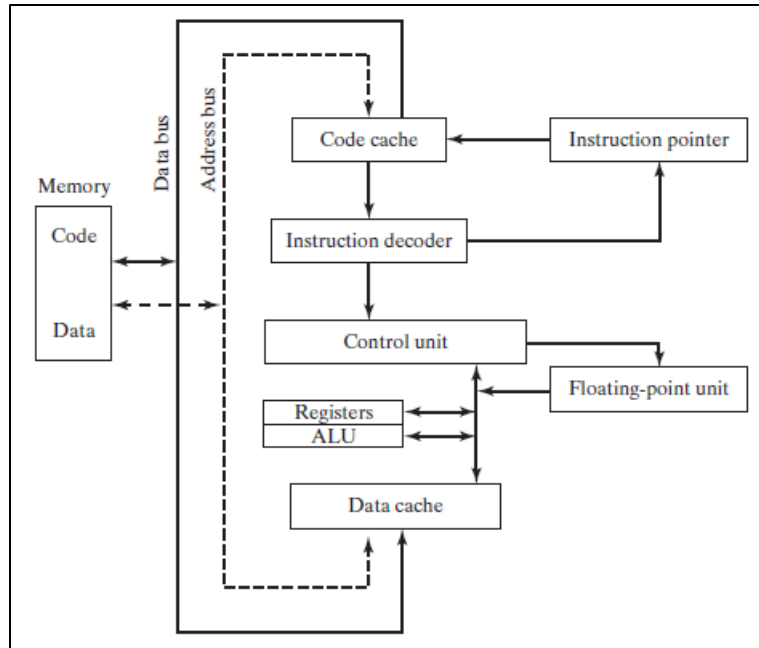 Data bus
Address bus
Code cache
Instruction pointer
Memory
Code
Data
Instruction decoder
Control unit
Floating-point unit
Registers
ALU
Data cache